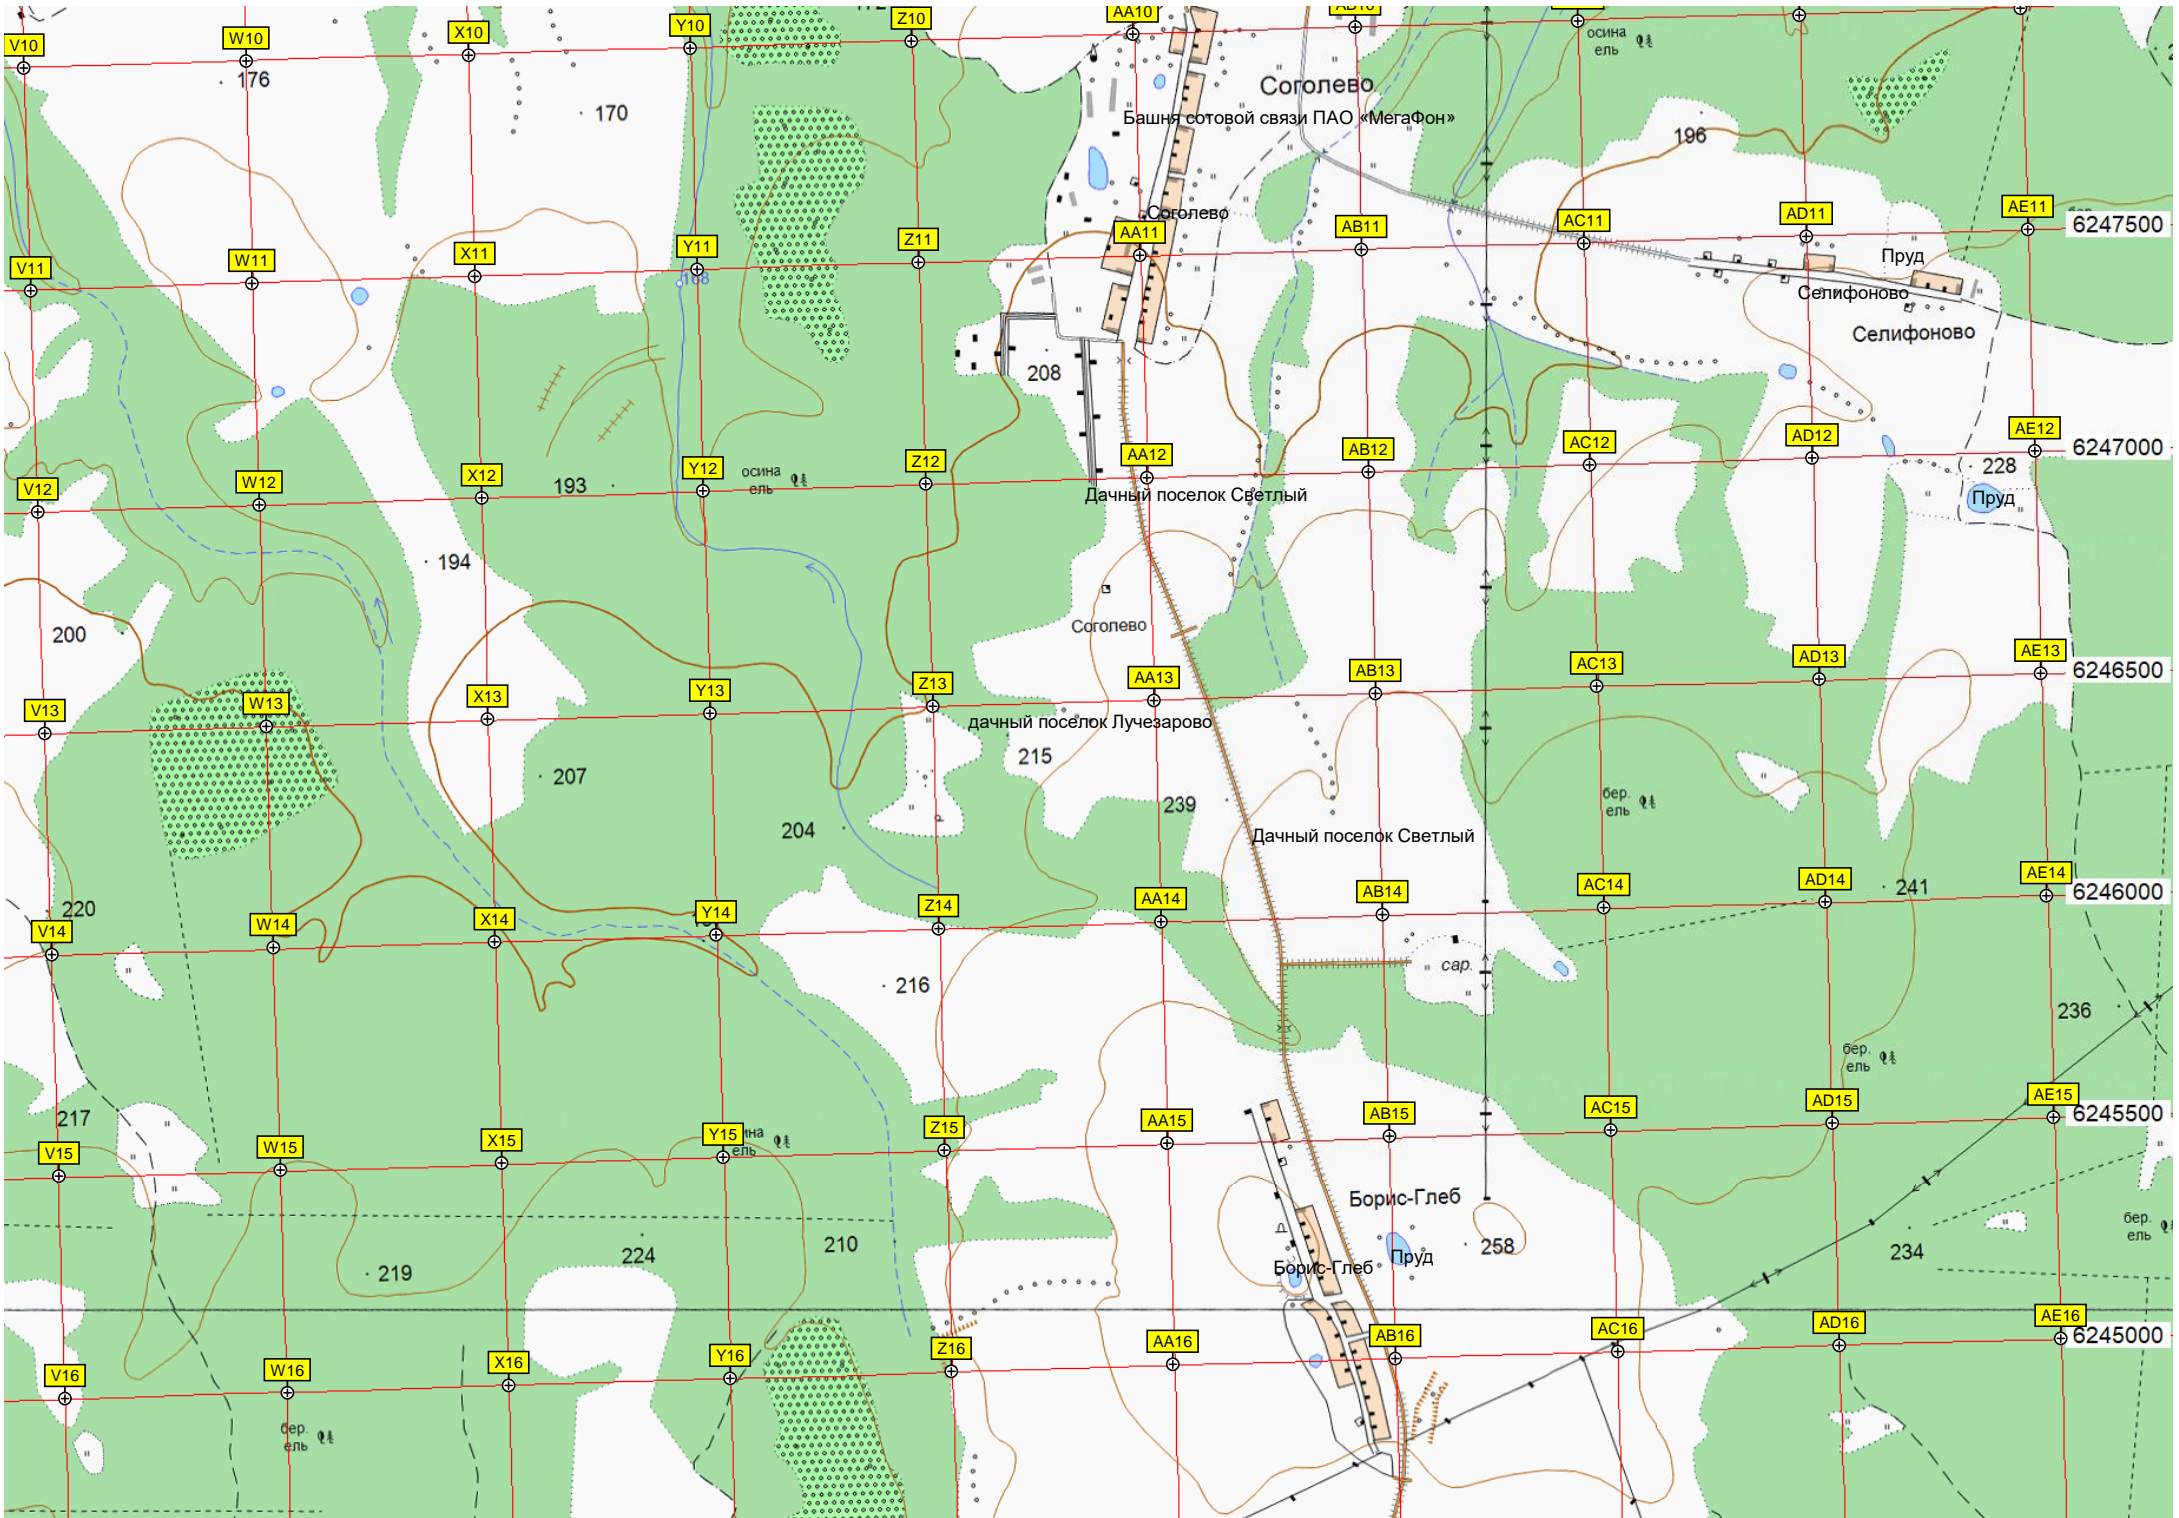 V10
W10
X10
Y10
Z10
AA10
осина
ель
176
170
Соголево
Башня сотовой связи ПАО «МегаФон»
196
V11
W11
X11
Y11
Z11
Соголево
AA11
AB11
AC11
AD11
AE11
6247500
168
Пруд
Селифоново
Селифоново
208
V12
W12
X12
Y12
Z12
AA12
AB12
AC12
AD12
AE12
6247000
193
осина
ель
Дачный поселок Светлый
228
Пруд
194
200
Соголево
V13
W13
X13
Y13
Z13
AA13
AB13
AC13
AD13
AE13
6246500
дачный поселок Лучезарово
215
207
239
204
бер.
ель
Дачный поселок Светлый
220
V14
W14
X14
Y14
Z14
AA14
AB14
AC14
AD14
241
AE14
6246000
216
сар.
236
бер.
ель
217
V15
W15
X15
Y15
ель
Z15
AA15
AB15
AC15
AD15
AE15
6245500
Борис-Глеб
210
224
219
Борис-Глеб
Пруд
258
234
бер.
ель
V16
W16
X16
Y16
Z16
AA16
AB16
AC16
AD16
AE16
6245000
бер.
ель